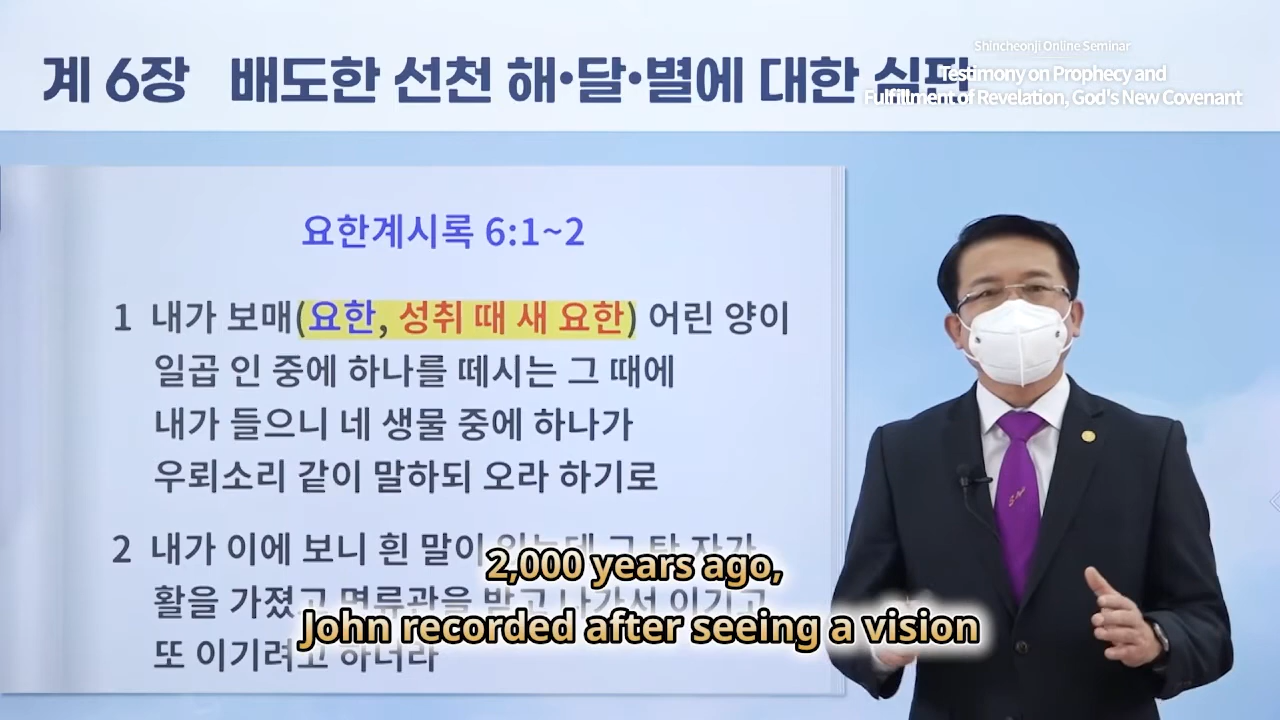 Shincheonji Online Seminar
계 6장 배도한 선천 해·달·별에 대한 심판
Testimony on Prophecy and
Fulfillment of Revelation, God's New Covenant
요한계시록 6:1~2
1 내가 보매(요한, 성취 때 새 요한) 어린 양이
일곱 인 중에 하나를 떼시는 그 때에
내가 들으니 네 생물 중에 하나가
우뢰소리 같이 말하되 오라 하기로
2 내가 이에 보니 흰 말이 있는데 그 탄 자가
활을 가졌고 면류관을 받고 나가서 이기고
또 이기려고 하더라
2,000 years ago,
John recorded after seeing a vision